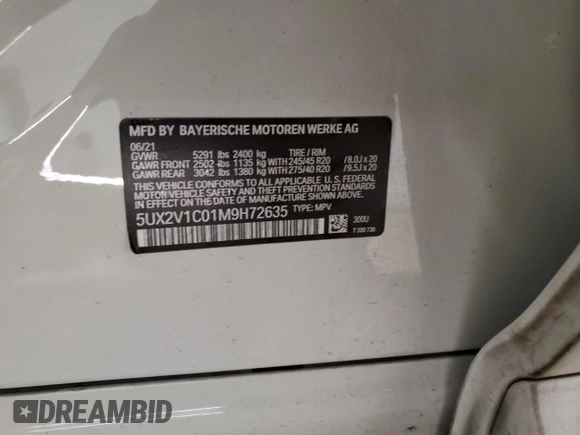 MFD BY BAYERISCHE MOTOREN WERKE AG
06/21
GVWR 5291 lbs 2400 kg TIRE / RIM
GAWR FRONT 2502 lbs 1135 kg WITH 245/45 R20 /8.0J x 20
GAWR REAR 3042 lbs 1380 kg WITH 275/40 R20 /9.5J x 20
THIS VEHICLE CONFORMS TO ALL APPLICABLE U.S. FEDERAL
MOTOR VEHICLE SAFETY AND THEFT PREVENTION STANDARDS
IN EFFECT ON THE DATE OF MANUFACTURE SHOWN ABOVE.
5UX2V1C01M9H72635 TYPE: MPV
300U
7 320 730
DREAMBID